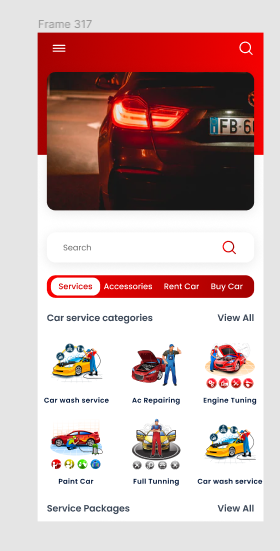 Frame 317
FB-6
Search
Services Accessories Rent Car Buy Car
Car service categories View All
Car wash service Ac Repairing Engine Tuning
Paint Car Full Tunning Car wash service
Service Packages View All